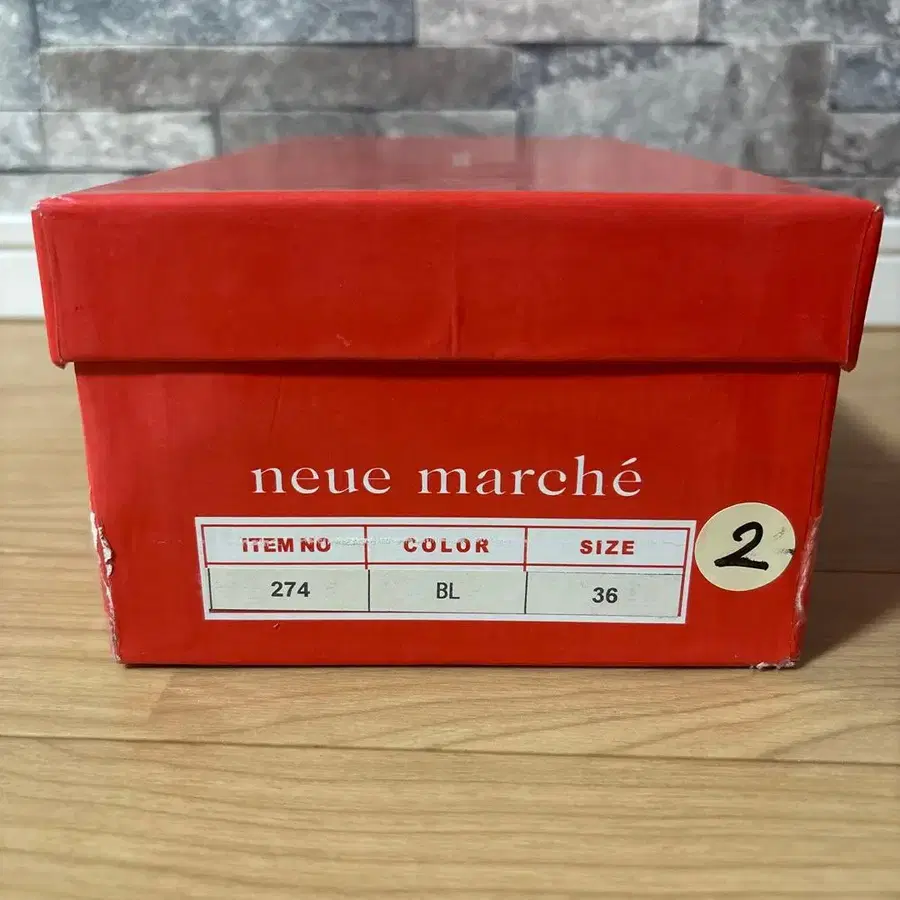 neue marché
ITEM NO COLOR SIZE
274 BL 36
2